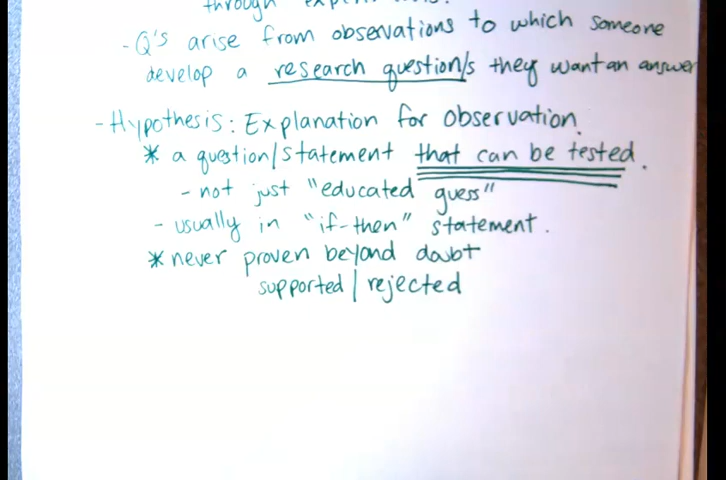 through
- Q's arise from observations to which someone
develop a research question/s they want an answer
- Hypothesis: Explanation for observation.
* a question/statement that can be tested.
- not just "educated guess"
- usually in "if-then" statement.
* never proven beyond doubt
supported/rejected